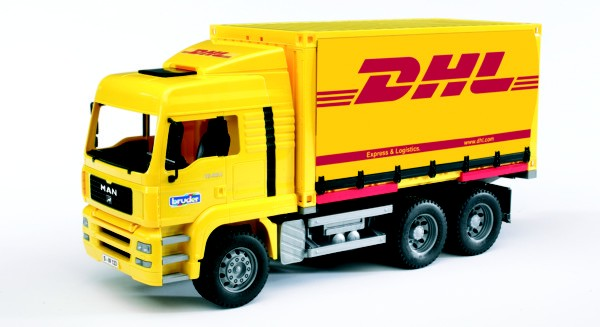 DHL
DHL
Express & Logistics.
www.dhl.com
MAN
bruder